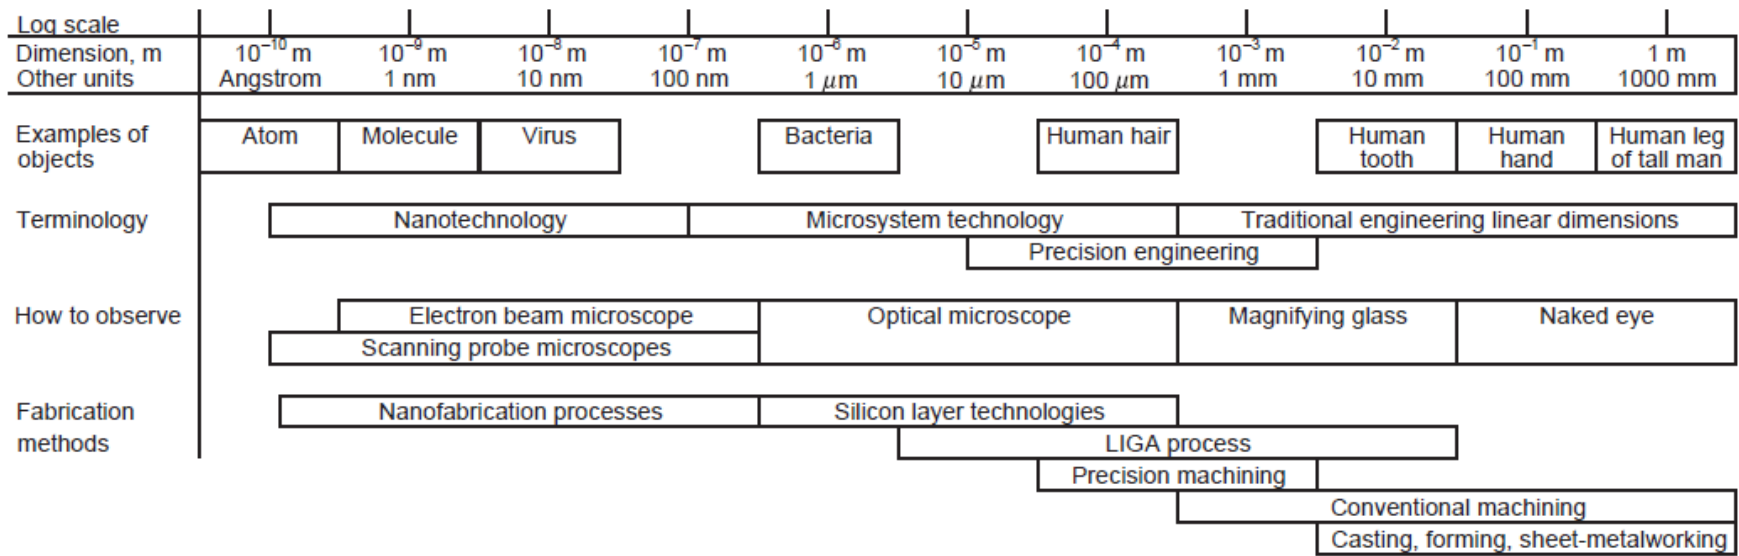 Log scale
Dimension, m 10⁻¹⁰ m 10⁻⁹ m 10⁻⁸ m 10⁻⁷ m 10⁻⁶ m 10⁻⁵ m 10⁻⁴ m 10⁻³ m 10⁻² m 10⁻¹ m 1 m
Other units Angstrom 1 nm 10 nm 100 nm 1 μm 10 μm 100 μm 1 mm 10 mm 100 mm 1000 mm
Examples of Atom Molecule Virus Bacteria Human hair Human Human Human leg
objects tooth hand of tall man
Terminology Nanotechnology Microsystem technology Traditional engineering linear dimensions
Precision engineering
How to observe Electron beam microscope Optical microscope Magnifying glass Naked eye
Scanning probe microscopes
Fabrication Nanofabrication processes Silicon layer technologies
methods LIGA process
Precision machining
Conventional machining
Casting, forming, sheet-metalworking